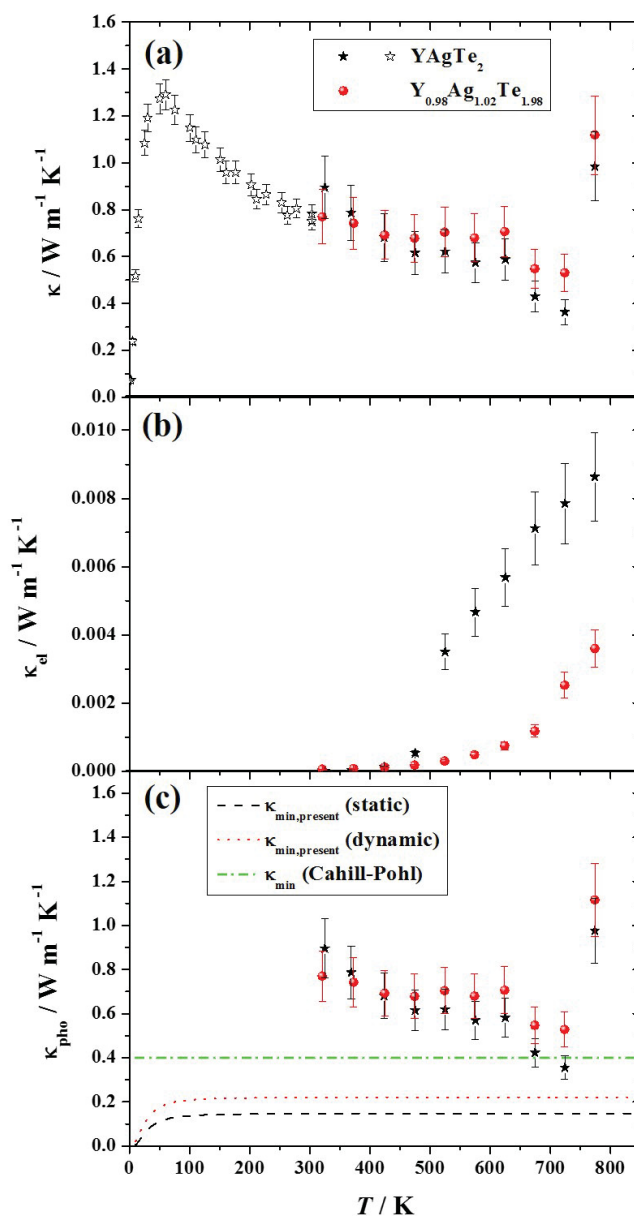 (a)
YAgTe₂
Y₀.₉₈Ag₁.₀₂Te₁.₉₈
1.6
1.4
1.2
1.0
0.8
0.6
0.4
0.2
0.0
κ / W m⁻¹ K⁻¹
(b)
0.010
0.008
0.006
0.004
0.002
0.000
κel / W m⁻¹ K⁻¹
(c)
κmin,present (static)
κmin,present (dynamic)
κmin (Cahill-Pohl)
1.6
1.4
1.2
1.0
0.8
0.6
0.4
0.2
0.0
κpho / W m⁻¹ K⁻¹
0 100 200 300 400 500 600 700 800
T / K